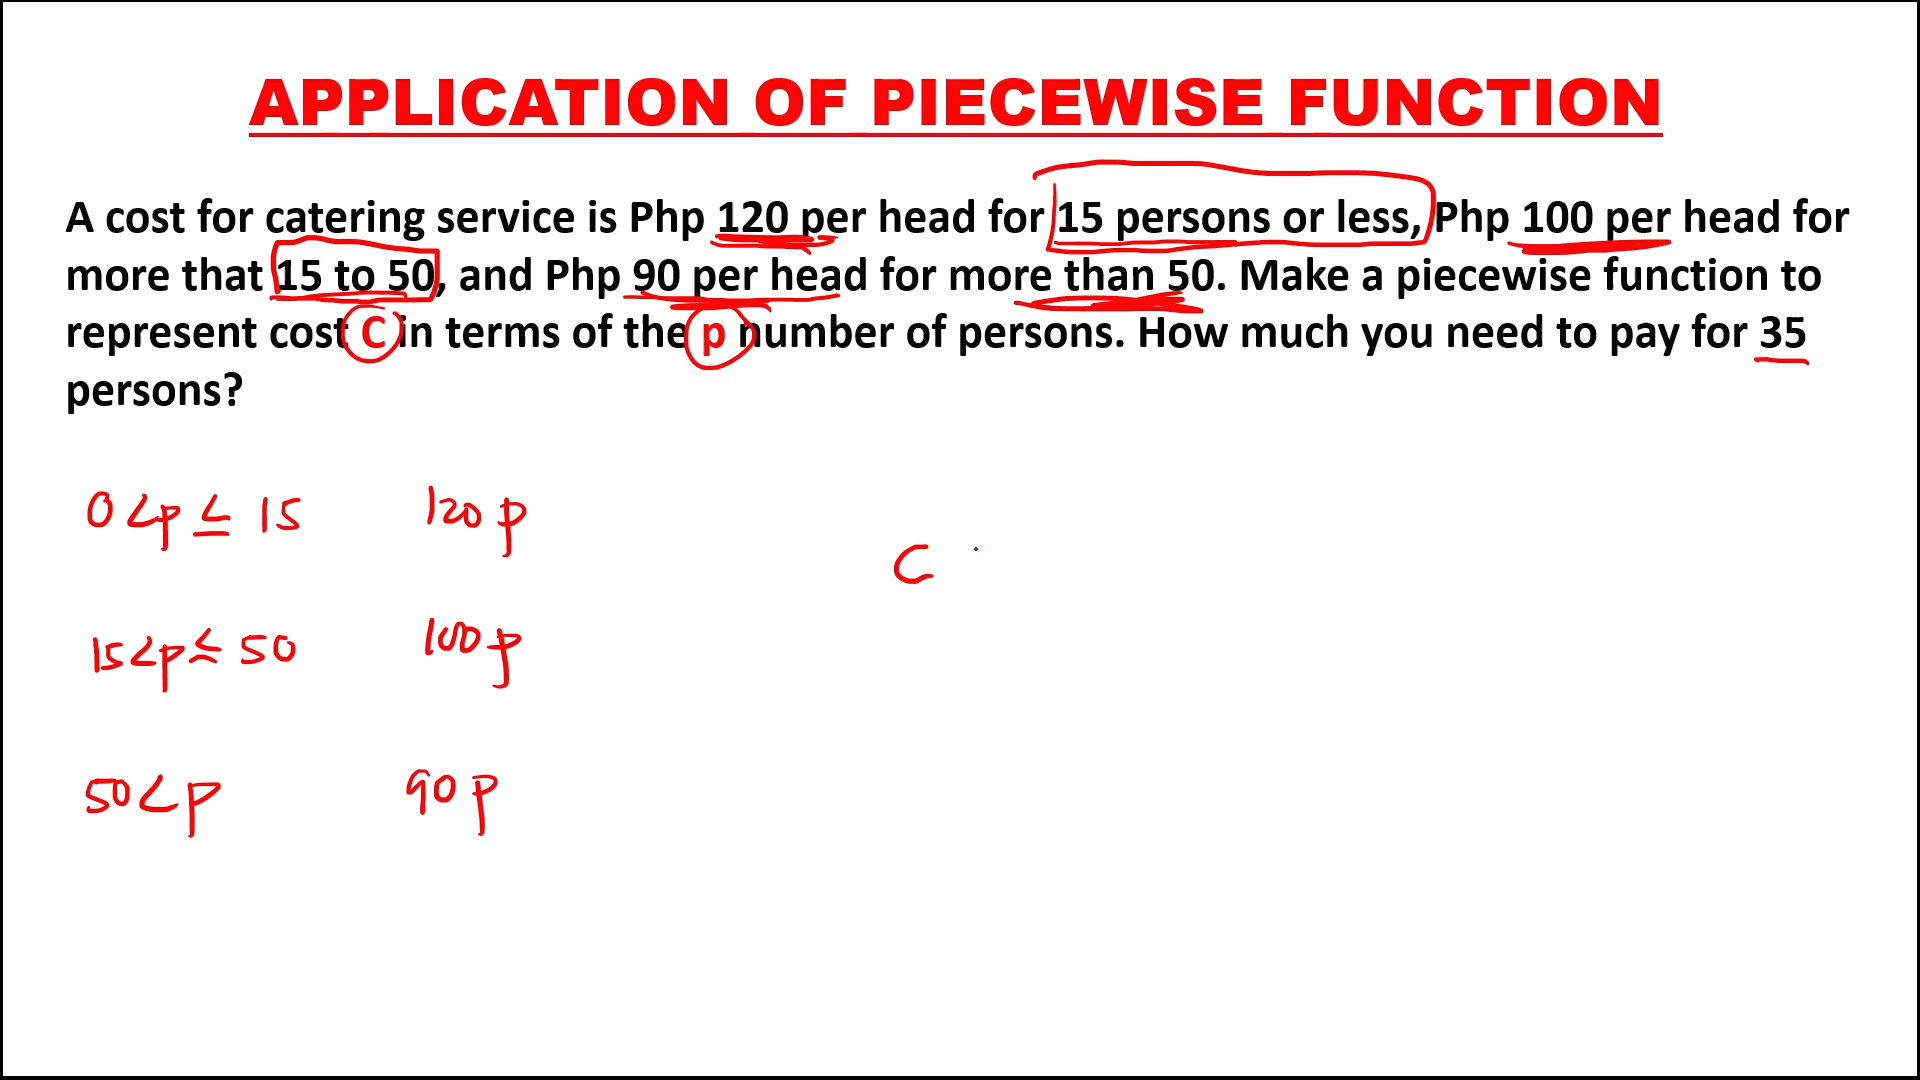 APPLICATION OF PIECEWISE FUNCTION
A cost for catering service is Php 120 per head for 15 persons or less, Php 100 per head for
more that 15 to 50, and Php 90 per head for more than 50. Make a piecewise function to
represent cost C in terms of the p number of persons. How much you need to pay for 35
persons?
0 < p ≤ 15 120 p
C
15 < p ≤ 50 100 p
50 < p 90 p